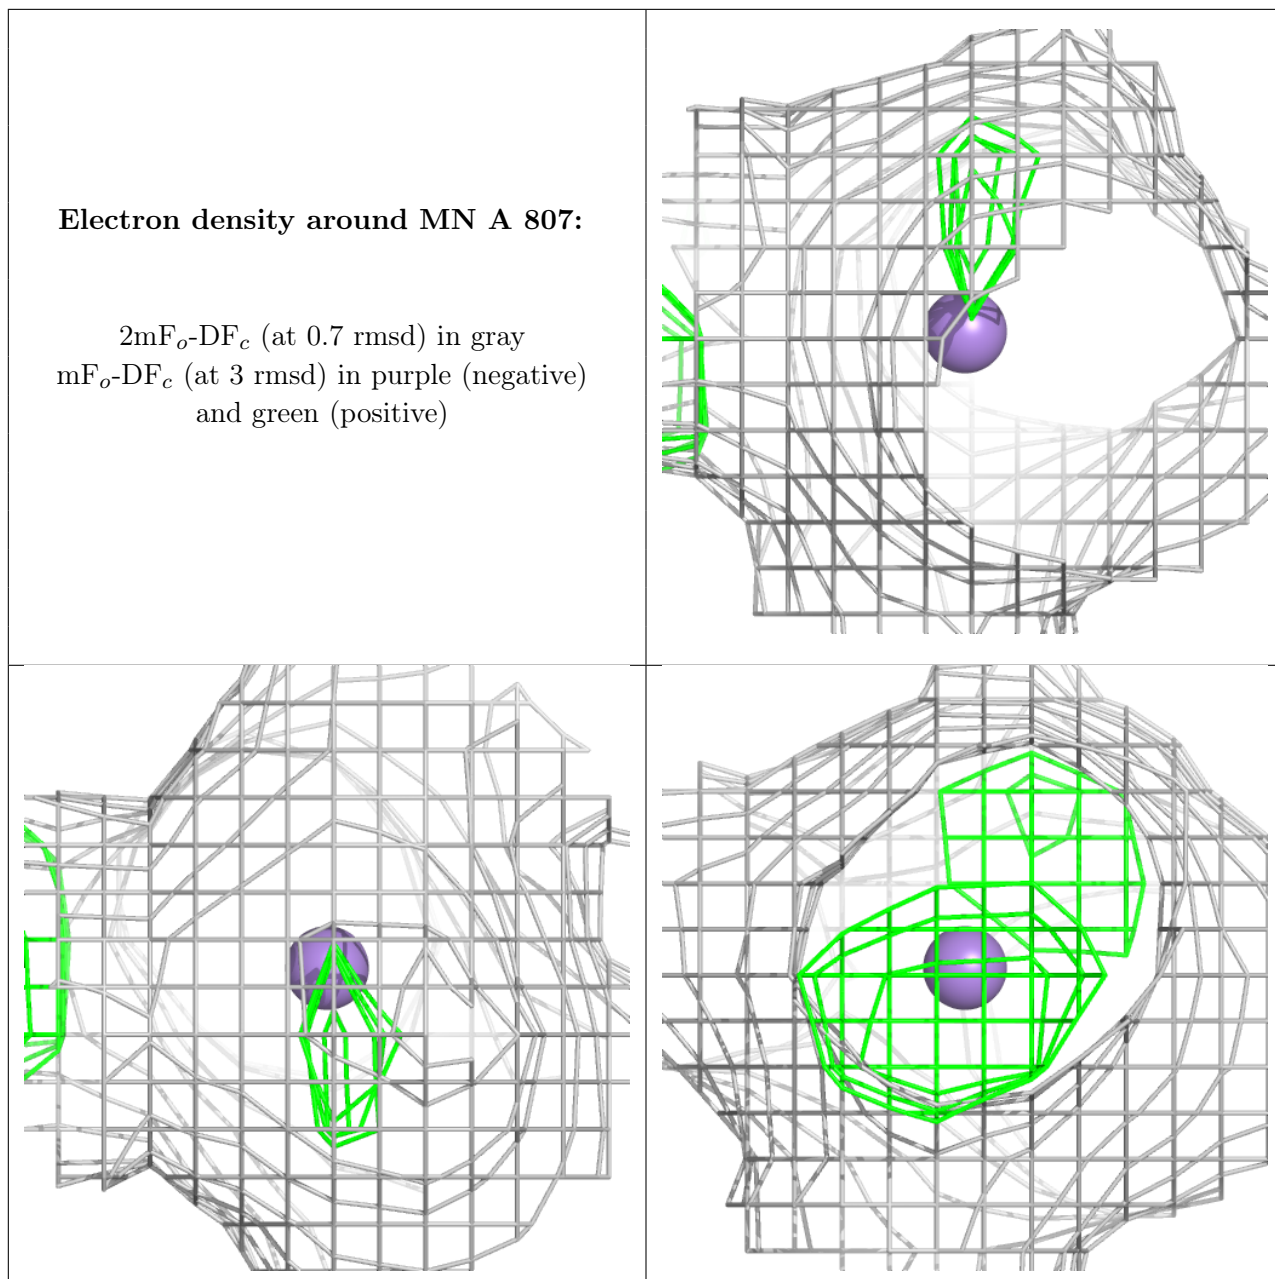 Electron density around MN A 807:
2mFo-DFc (at 0.7 rmsd) in gray
mFo-DFc (at 3 rmsd) in purple (negative)
and green (positive)